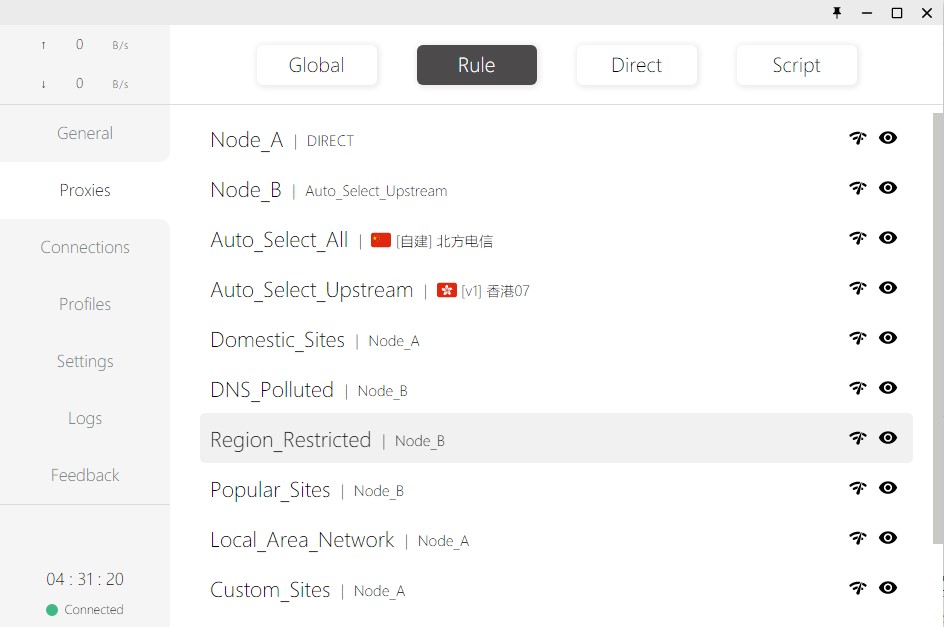 ↑ 0 B/s
↓ 0 B/s
General
Proxies
Connections
Profiles
Settings
Logs
Feedback
04 : 31 : 20
Connected
Global Rule Direct Script
Node_A | DIRECT
Node_B | Auto_Select_Upstream
Auto_Select_All | [自建] 北方电信
Auto_Select_Upstream | [v1] 香港07
Domestic_Sites | Node_A
DNS_Polluted | Node_B
Region_Restricted | Node_B
Popular_Sites | Node_B
Local_Area_Network | Node_A
Custom_Sites | Node_A